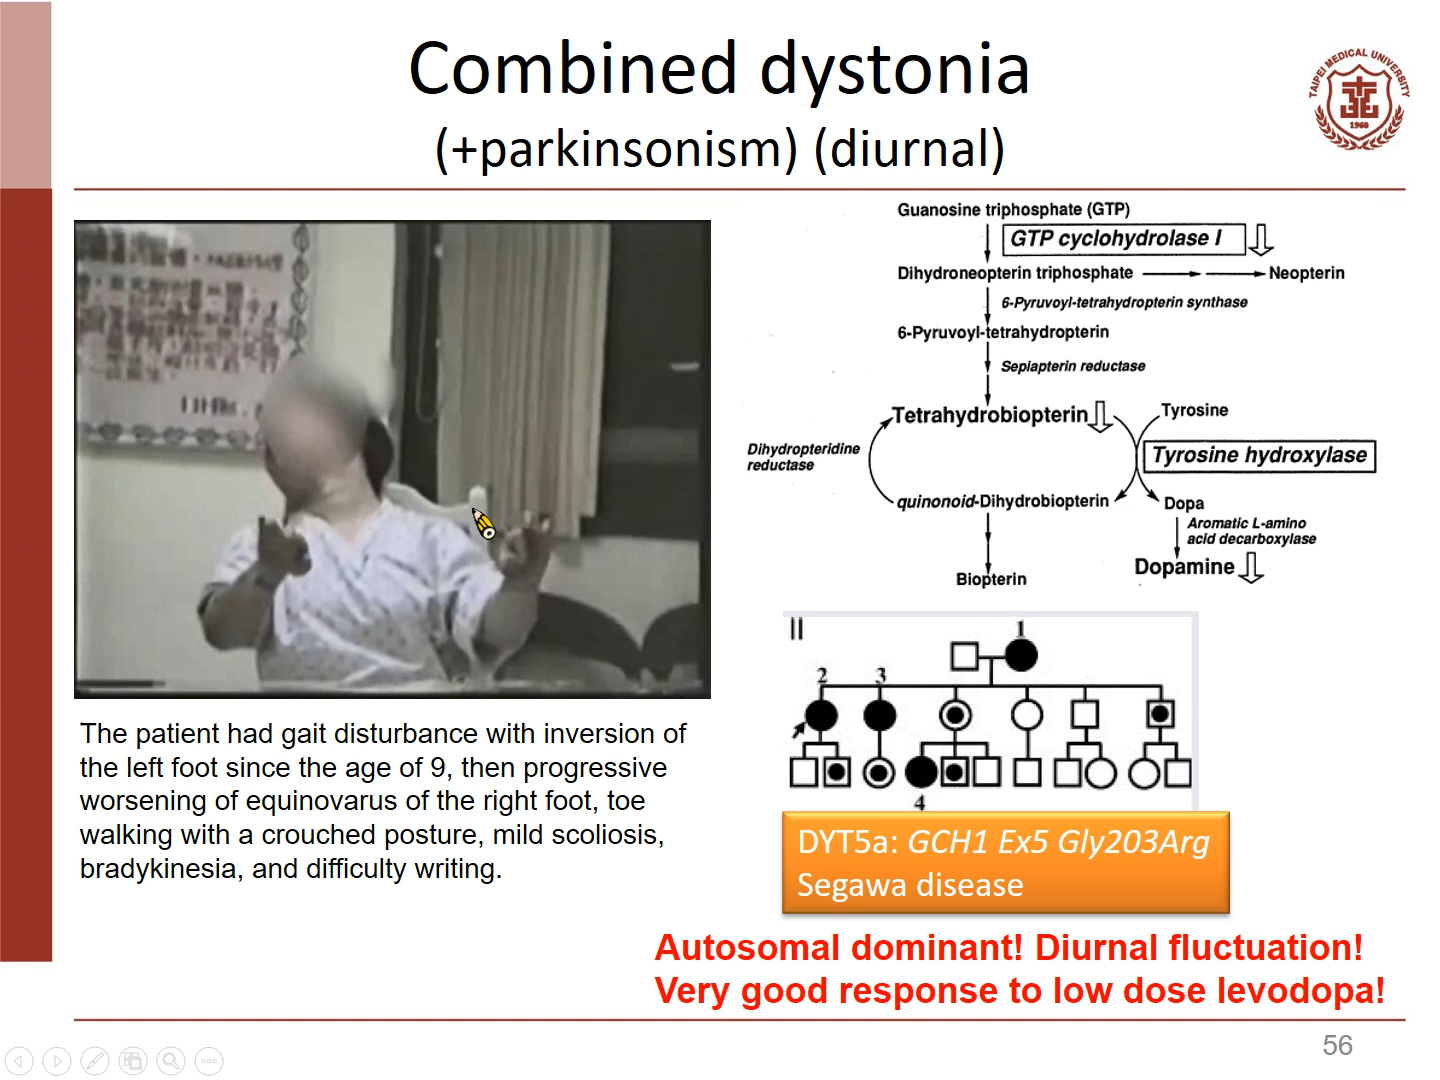 Combined dystonia
(+parkinsonism) (diurnal)
TAIPEI MEDICAL UNIVERSITY
1960
Guanosine triphosphate (GTP)
GTP cyclohydrolase I
Dihydroneopterin triphosphate
Neopterin
6-Pyruvoyl-tetrahydropterin synthase
6-Pyruvoyl-tetrahydropterin
Sepiapterin reductase
Tetrahydrobiopterin
Tyrosine
Dihydropteridine
reductase
Tyrosine hydroxylase
quinonoid-Dihydrobiopterin
Dopa
Aromatic L-amino
acid decarboxylase
Dopamine
Biopterin
II
1
2
3
4
The patient had gait disturbance with inversion of
the left foot since the age of 9, then progressive
worsening of equinovarus of the right foot, toe
walking with a crouched posture, mild scoliosis,
bradykinesia, and difficulty writing.
DYT5a: GCH1 Ex5 Gly203Arg
Segawa disease
Autosomal dominant! Diurnal fluctuation!
Very good response to low dose levodopa!
56